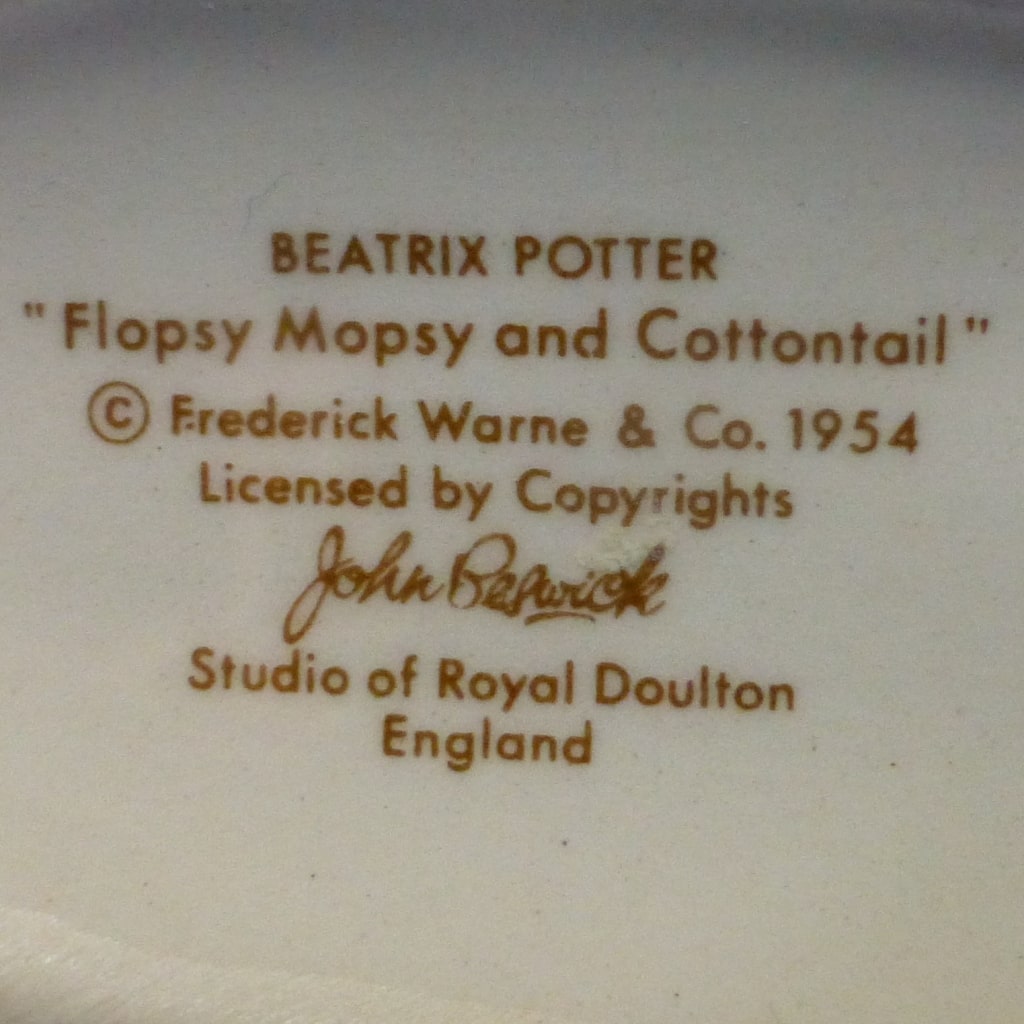 BEATRIX POTTER
" Flopsy Mopsy and Cottontail "
© Frederick Warne & Co. 1954
Licensed by Copyrights
John Beswick
Studio of Royal Doulton
England